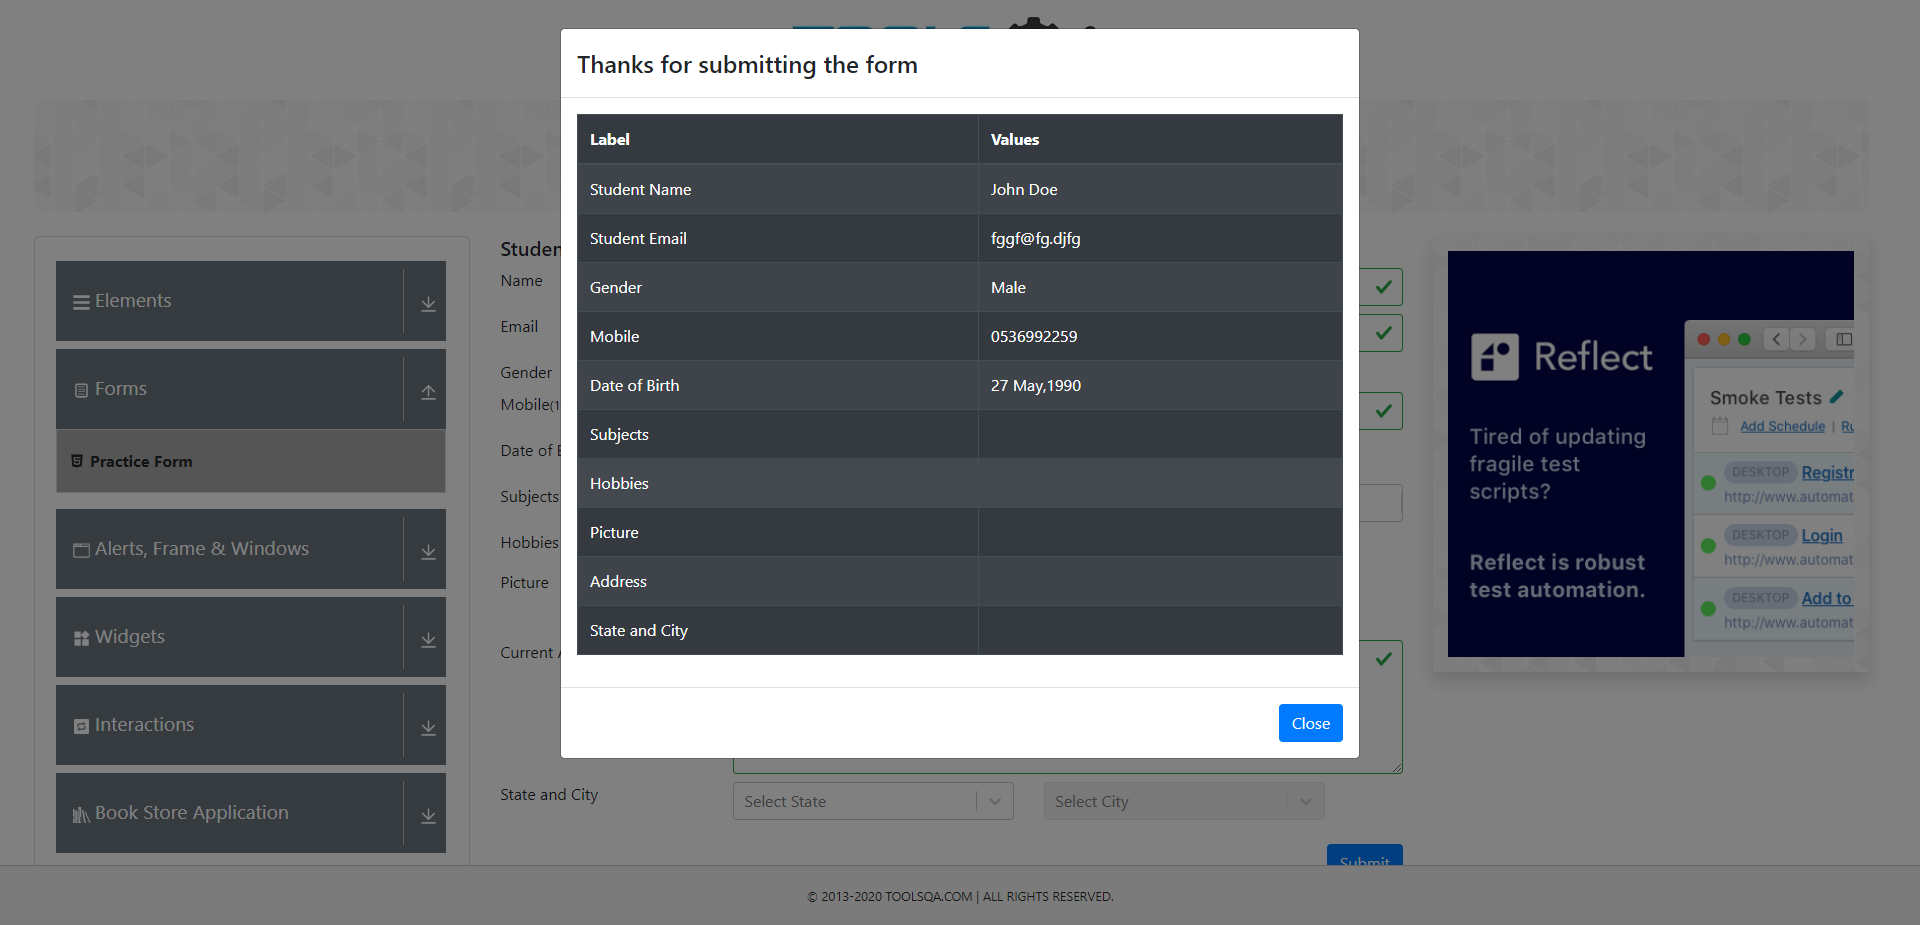 Thanks for submitting the form
Label Values
Student Name John Doe
Student Email fggf@fg.djfg
Gender Male
Mobile 0536992259
Date of Birth 27 May,1990
Subjects
Hobbies
Picture
Address
State and City
Close
Elements
Forms
Practice Form
Alerts, Frame & Windows
Widgets
Interactions
Book Store Application
Name
Email
Gender
Date of
Subjects
Hobbies
Picture
Current
State and City Select State Select City
Submit
Reflect
Tired of updating
fragile test
scripts?
Reflect is robust
test automation.
Smoke Tests
Add Schedule |
DESKTOP
http://www.automat
DESKTOP Login
http://www.automat
DESKTOP Add to
http://www.automat
© 2013-2020 TOOLSQA.COM | ALL RIGHTS RESERVED.